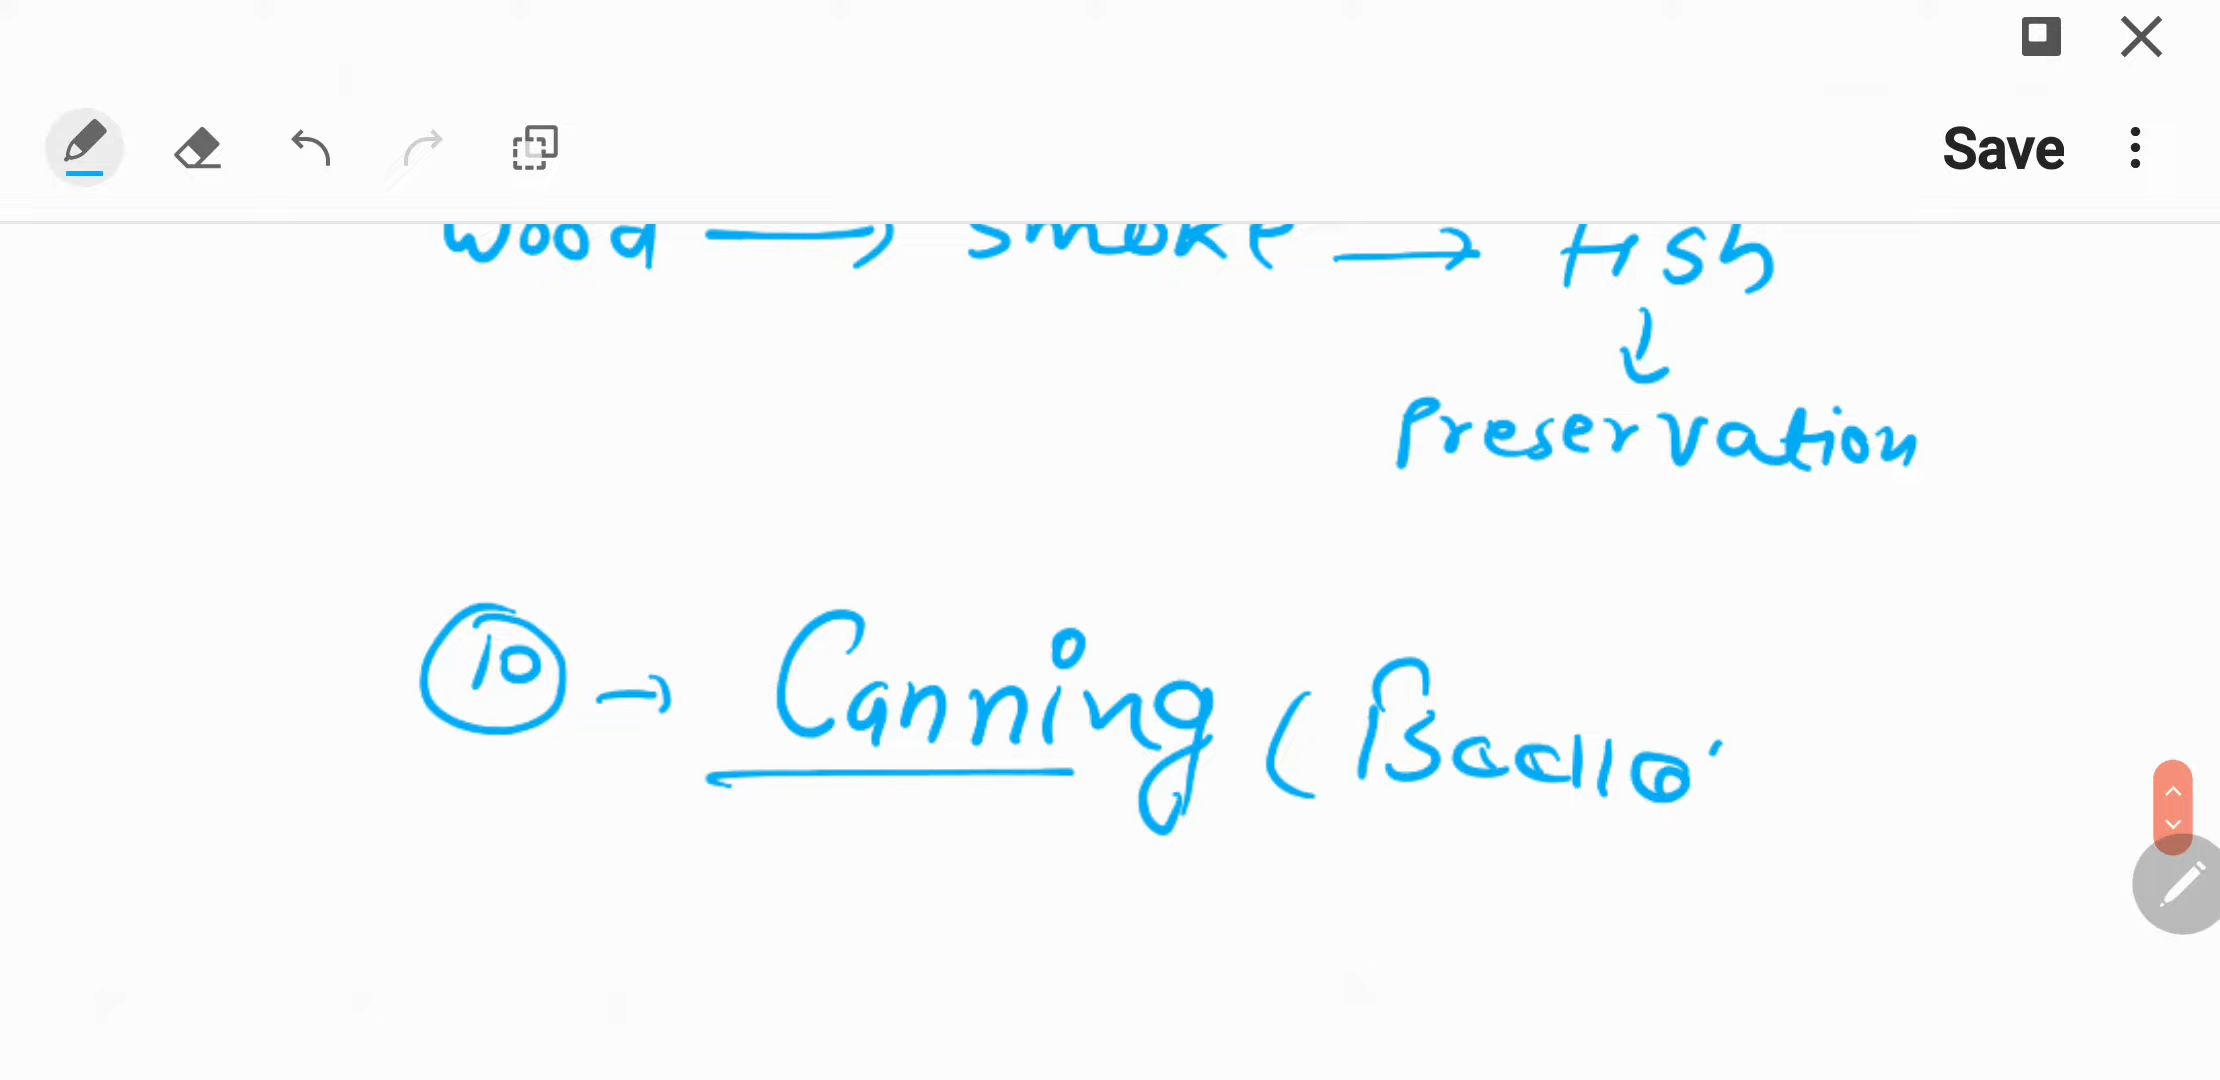 Save
Wood → smoke → fish
↓
Preservation
⑩ → Canning (